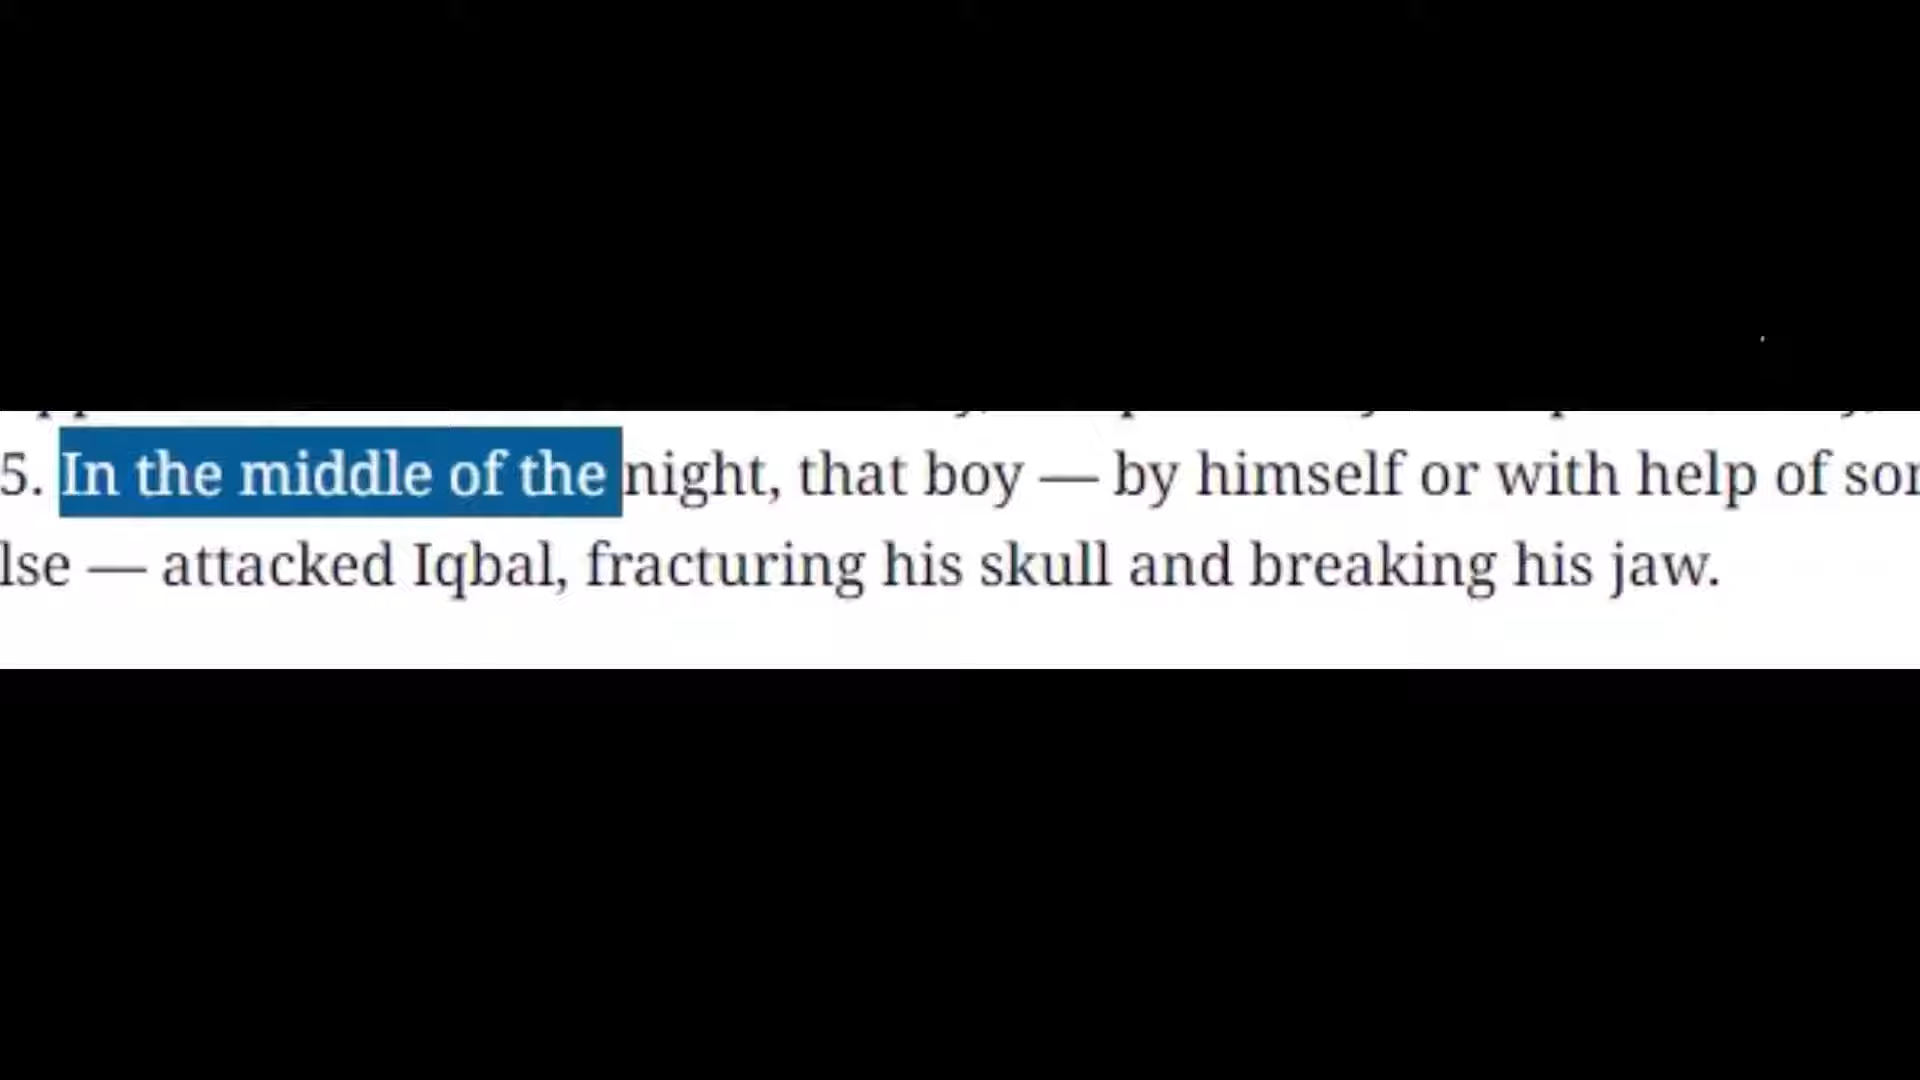 5. In the middle of the night, that boy — by himself or with help of
lse — attacked Iqbal, fracturing his skull and breaking his jaw.